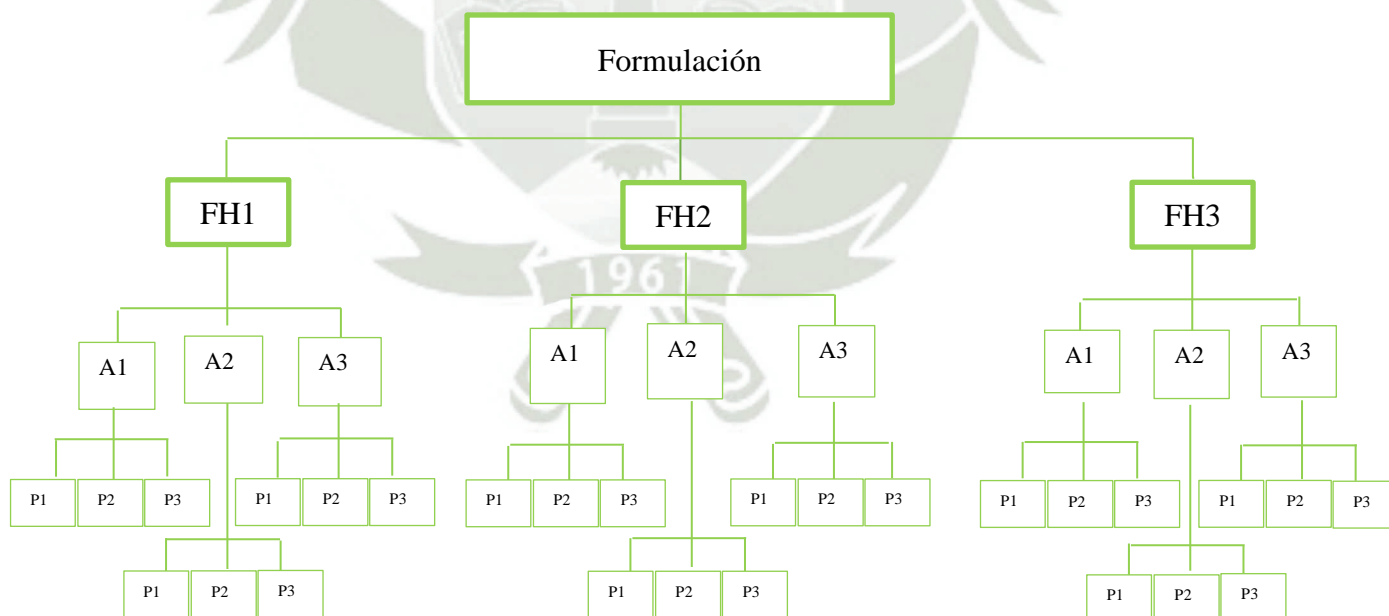 Formulación
FH1 FH2 FH3
1961
A1 A2 A3 A1 A2 A3 A1 A2 A3
P1 P2 P3 P1 P2 P3 P1 P2 P3 P1 P2 P3 P1 P2 P3 P1 P2 P3
P1 P2 P3 P1 P2 P3 P1 P2 P3